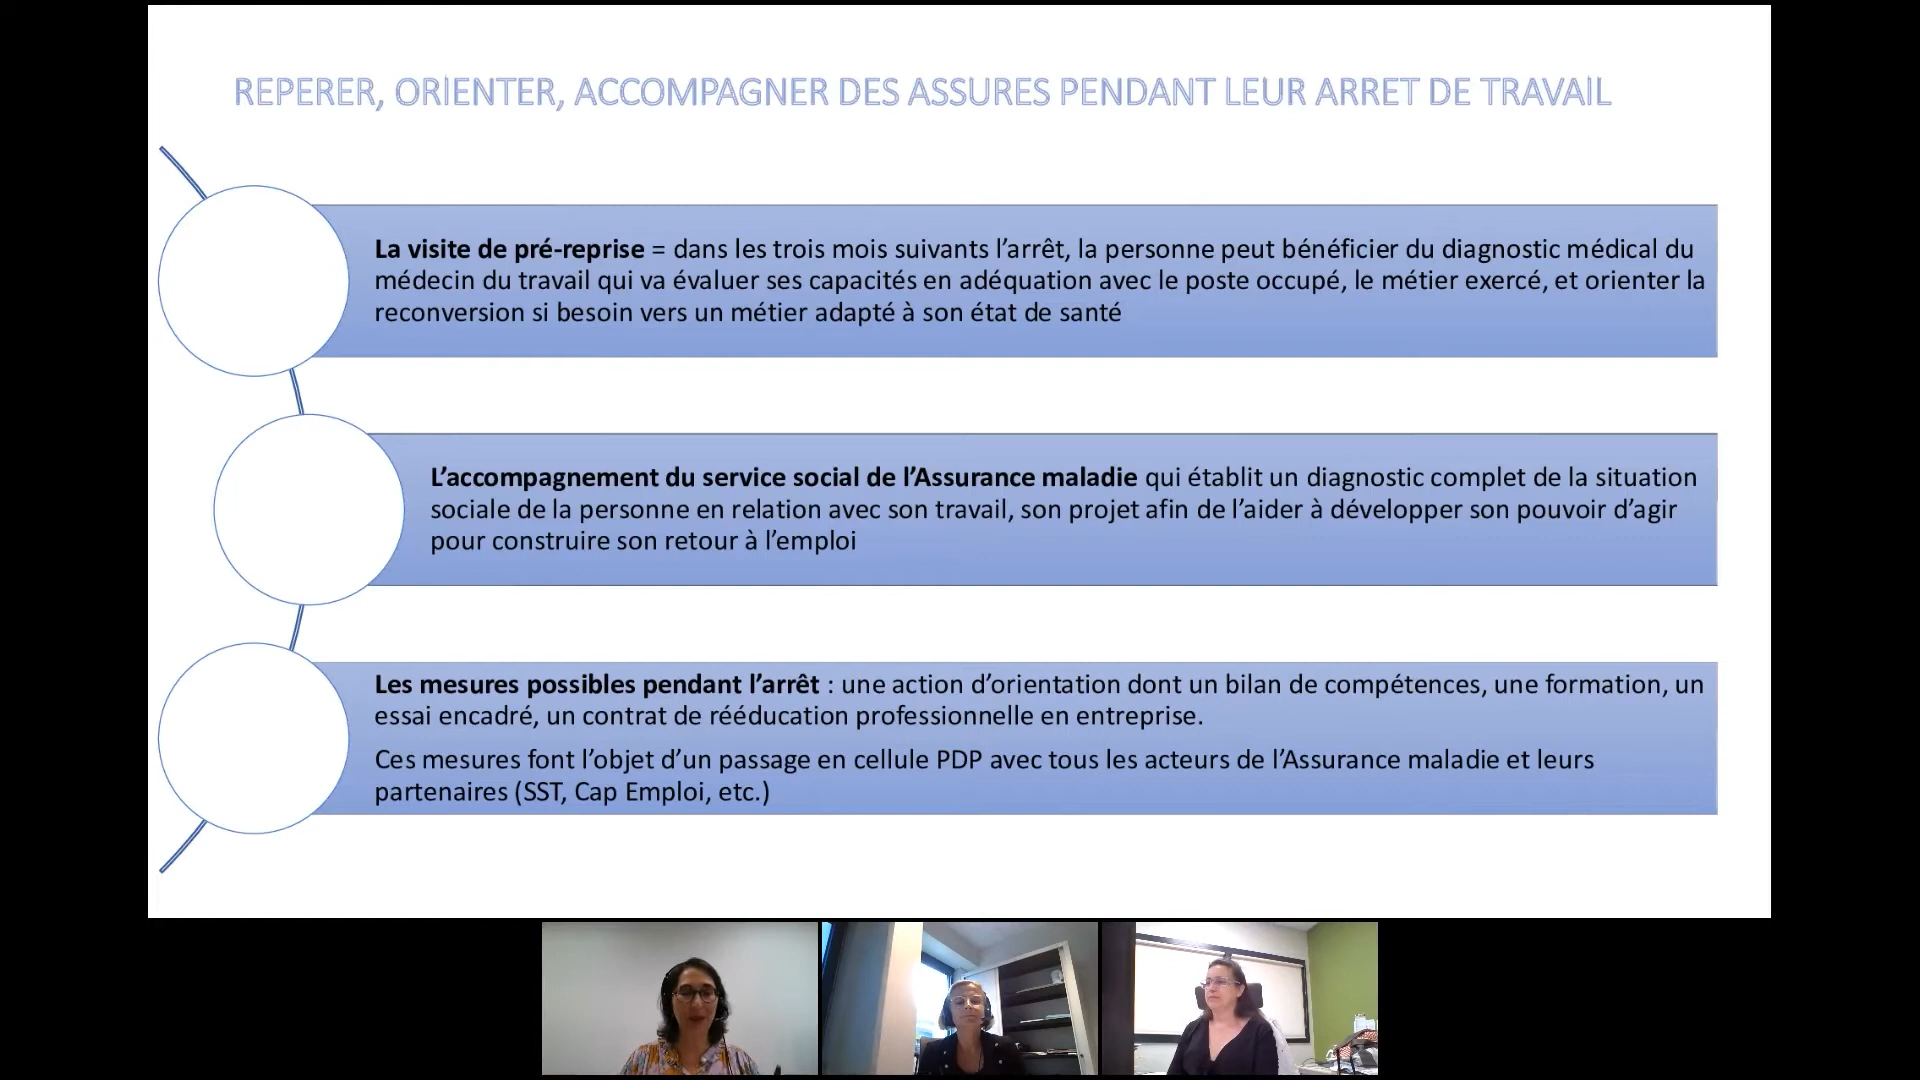 REPERER, ORIENTER, ACCOMPAGNER DES ASSURES PENDANT LEUR ARRET DE TRAVAIL
La visite de pré-reprise = dans les trois mois suivants l’arrêt, la personne peut bénéficier du diagnostic médical du
médecin du travail qui va évaluer ses capacités en adéquation avec le poste occupé, le métier exercé, et orienter la
reconversion si besoin vers un métier adapté à son état de santé
L’accompagnement du service social de l’Assurance maladie qui établit un diagnostic complet de la situation
sociale de la personne en relation avec son travail, son projet afin de l’aider à développer son pouvoir d’agir
pour construire son retour à l’emploi
Les mesures possibles pendant l’arrêt : une action d’orientation dont un bilan de compétences, une formation, un
essai encadré, un contrat de rééducation professionnelle en entreprise.
Ces mesures font l’objet d’un passage en cellule PDP avec tous les acteurs de l’Assurance maladie et leurs
partenaires (SST, Cap Emploi, etc.)